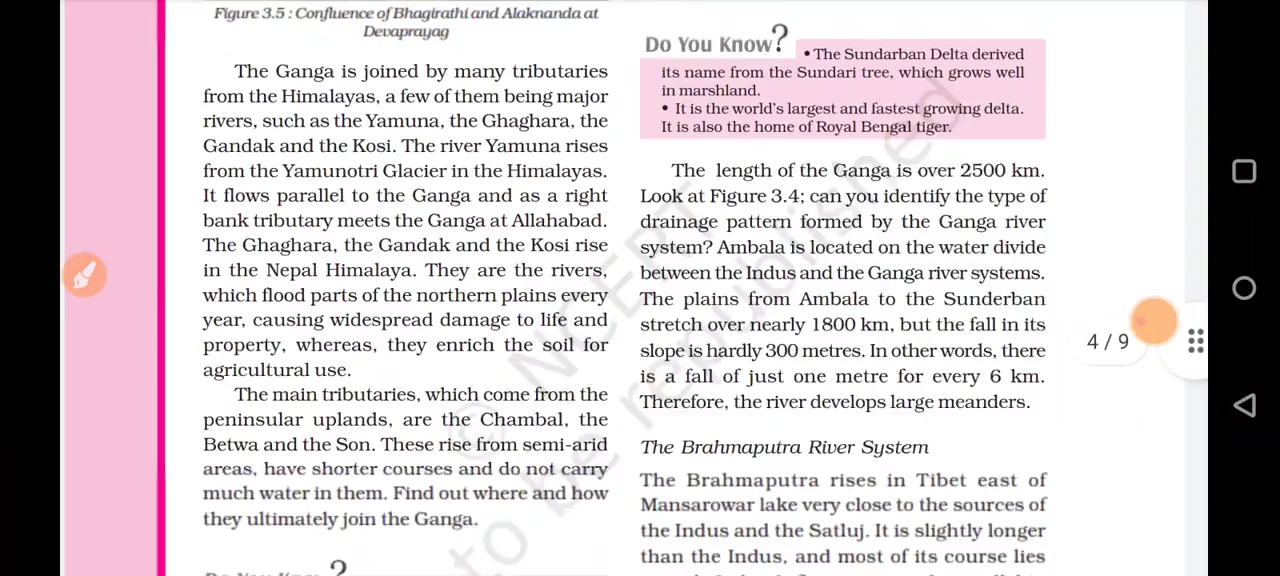 Figure 3.5 : Confluence of Bhagirathi and Alaknanda at
Devaprayag
The Ganga is joined by many tributaries
from the Himalayas, a few of them being major
rivers, such as the Yamuna, the Ghaghara, the
Gandak and the Kosi. The river Yamuna rises
from the Yamunotri Glacier in the Himalayas.
It flows parallel to the Ganga and as a right
bank tributary meets the Ganga at Allahabad.
The Ghaghara, the Gandak and the Kosi rise
in the Nepal Himalaya. They are the rivers,
which flood parts of the northern plains every
year, causing widespread damage to life and
property, whereas, they enrich the soil for
agricultural use.
The main tributaries, which come from the
peninsular uplands, are the Chambal, the
Betwa and the Son. These rise from semi-arid
areas, have shorter courses and do not carry
much water in them. Find out where and how
they ultimately join the Ganga.
Do You Know?
• The Sundarban Delta derived
its name from the Sundari tree, which grows well
in marshland.
• It is the world's largest and fastest growing delta.
It is also the home of Royal Bengal tiger.
The length of the Ganga is over 2500 km.
Look at Figure 3.4; can you identify the type of
drainage pattern formed by the Ganga river
system? Ambala is located on the water divide
between the Indus and the Ganga river systems.
The plains from Ambala to the Sunderban
stretch over nearly 1800 km, but the fall in its
slope is hardly 300 metres. In other words, there
is a fall of just one metre for every 6 km.
Therefore, the river develops large meanders.
The Brahmaputra River System
The Brahmaputra rises in Tibet east of
Mansarowar lake very close to the sources of
the Indus and the Satluj. It is slightly longer
than the Indus, and most of its course lies
4 / 9
© NCERT
to be republished